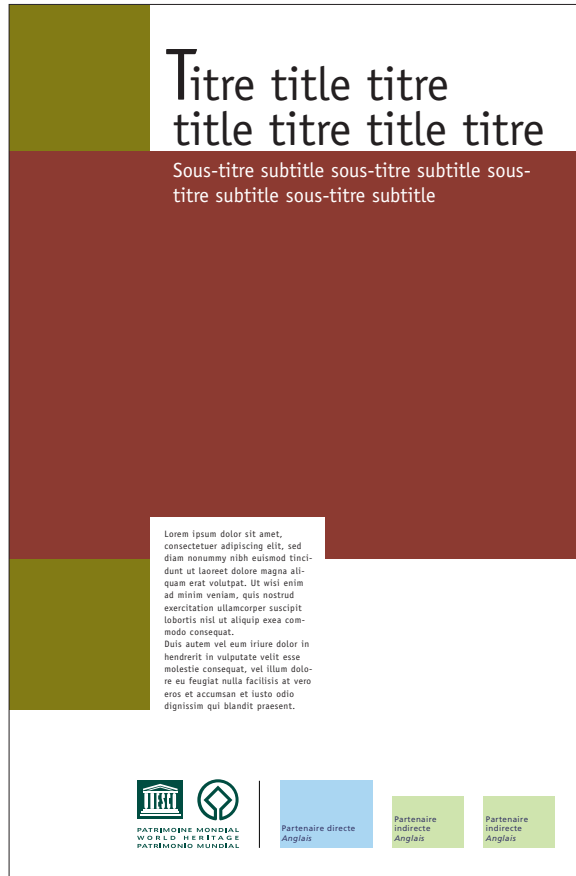 Titre title titre
title titre title titre
Sous-titre subtitle sous-titre subtitle sous-
titre subtitle sous-titre subtitle
Lorem ipsum dolor sit amet,
consectetuer adipiscing elit, sed
diam nonummy nibh euismod tinci-
dunt ut laoreet dolore magna ali-
quam erat volutpat. Ut wisi enim
ad minim veniam, quis nostrud
exercitation ullamcorper suscipit
lobortis nisl ut aliquip exea com-
modo consequat.
Duis autem vel eum iriure dolor in
hendrerit in vulputate velit esse
molestie consequat, vel illum dolo-
re eu feugiat nulla facilisis at vero
eros et accumsan et iusto odio
dignissim qui blandit praesent.
UNESCO
PATRIMOINE MONDIAL
WORLD HERITAGE
PATRIMONIO MUNDIAL
Partenaire directe
Anglais
Partenaire
indirecte
Anglais
Partenaire
indirecte
Anglais